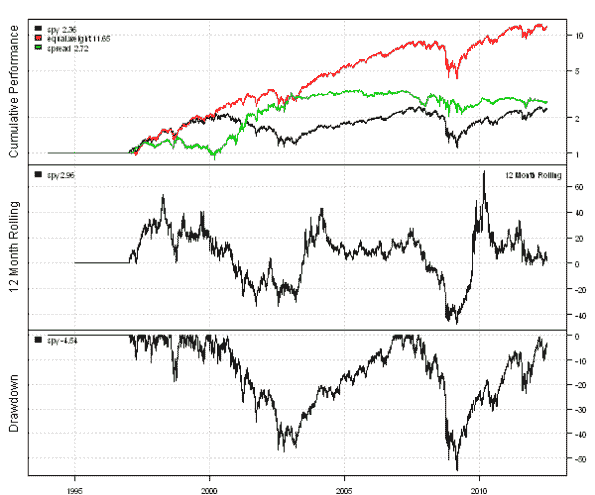 Cumulative Performance
spy 2.36
equal.weight 11.65
spread 2.72
10
5
2
1
12 Month Rolling
spy 2.96
12 Month Rolling
60
40
20
0
-20
-40
Drawdown
spy -4.54
0
-10
-20
-30
-40
-50
1995 2000 2005 2010